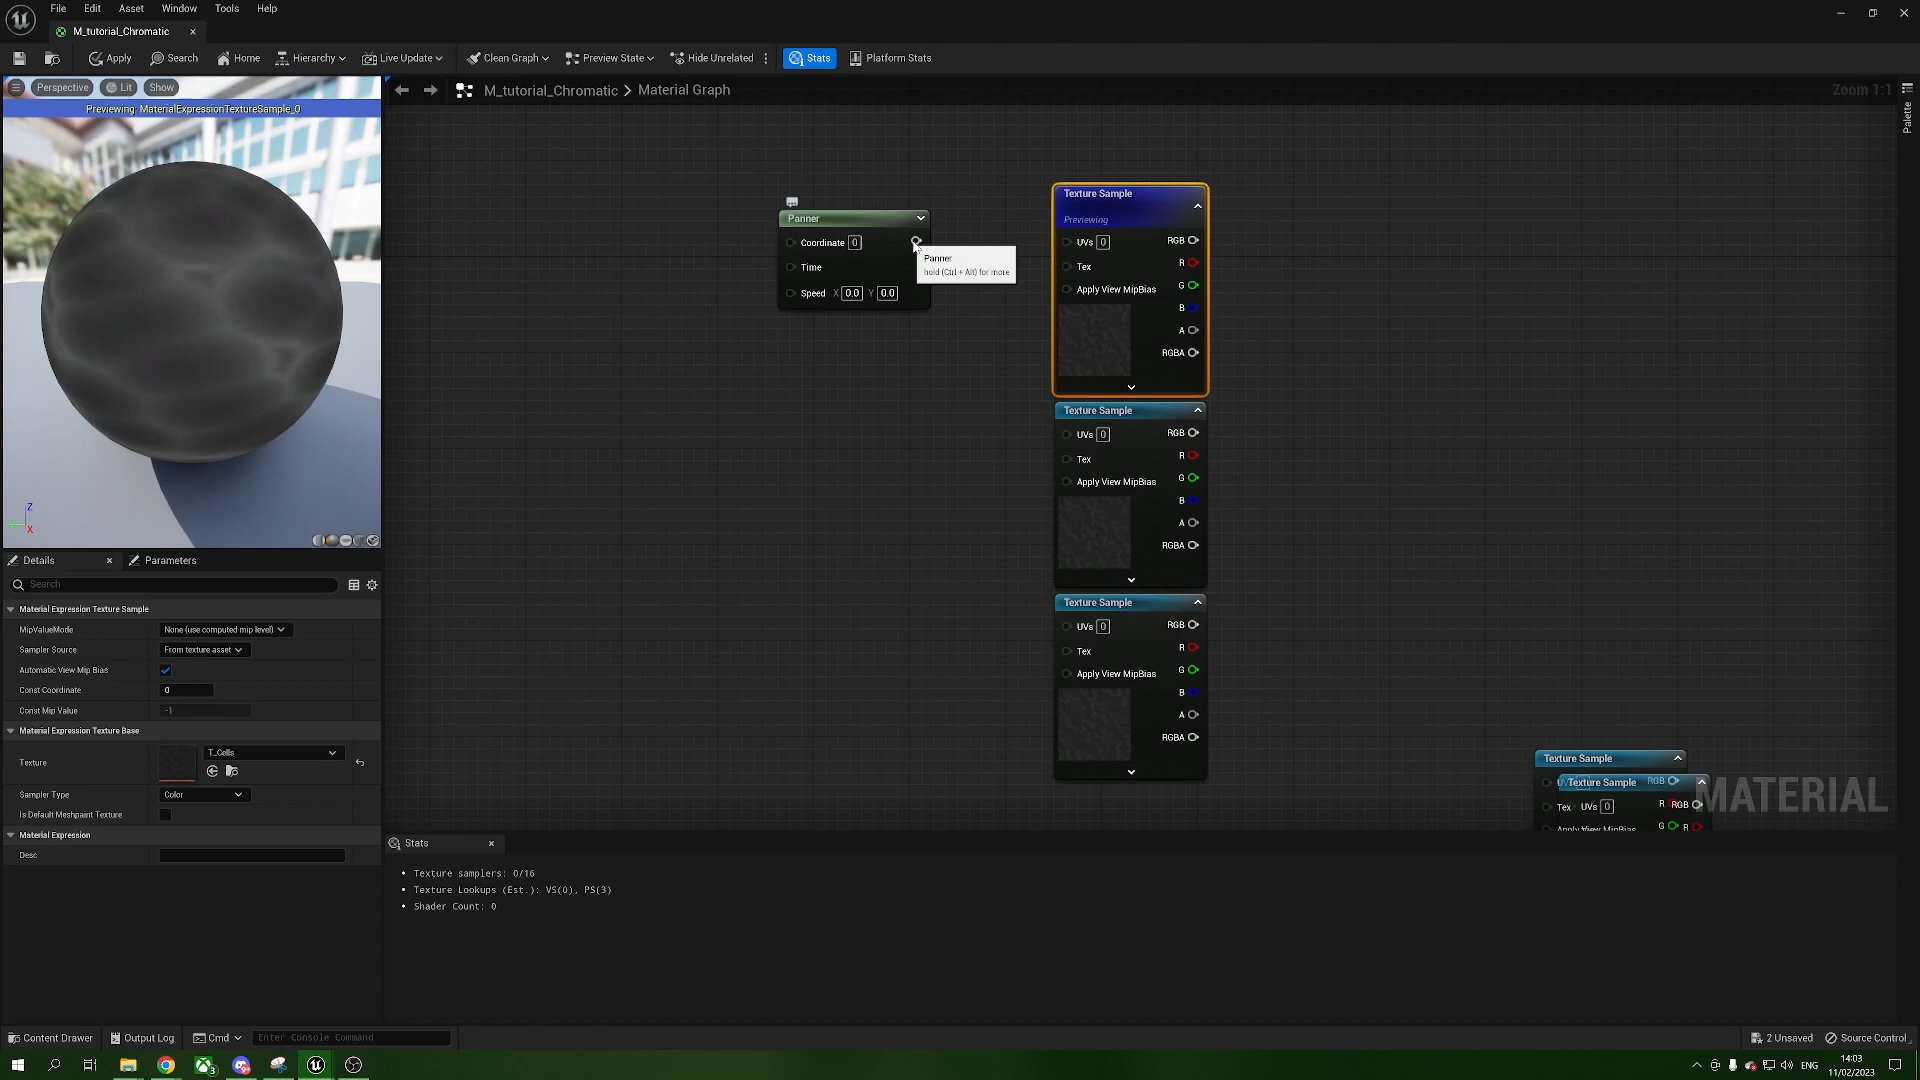 File Edit Asset Window Tools Help
M_tutorial_Chromatic
Apply Search Home Hierarchy Live Update Clean Graph Preview State Hide Unrelated Stats Platform Stats
Perspective Lit Show
Previewing: MaterialExpressionTextureSample_0
M_tutorial_Chromatic > Material Graph
Zoom 1:1
Palette
Panner
Coordinate 0
Time
Speed X 0.0 Y 0.0
Panner
hold (Ctrl + Alt) for more
Texture Sample
Previewing
UVs 0 RGB
R
Tex
G
Apply View MipBias
B
A
RGBA
Texture Sample
UVs 0 RGB
R
Tex
G
Apply View MipBias
B
A
RGBA
Texture Sample
UVs 0 RGB
R
Tex
G
Apply View MipBias
B
A
RGBA
Texture Sample
RGB
Texture Sample
Tex UVs 0 R RGB
G R
MATERIAL
Z
X
Details Parameters
Search
Material Expression Texture Sample
MipValueMode None (use computed mip level)
Sampler Source From texture asset
Automatic View Mip Bias
Const Coordinate 0
Const Mip Value -1
Material Expression Texture Base
Texture T_Cells
Sampler Type Color
Is Default Meshpaint Texture
Material Expression
Desc
Stats
• Texture samplers: 0/16
• Texture Lookups (Est.): VS(0), PS(3)
• Shader Count: 0
Content Drawer Output Log Cmd Enter Console Command
2 Unsaved Source Control
ENG
14:03
11/02/2023